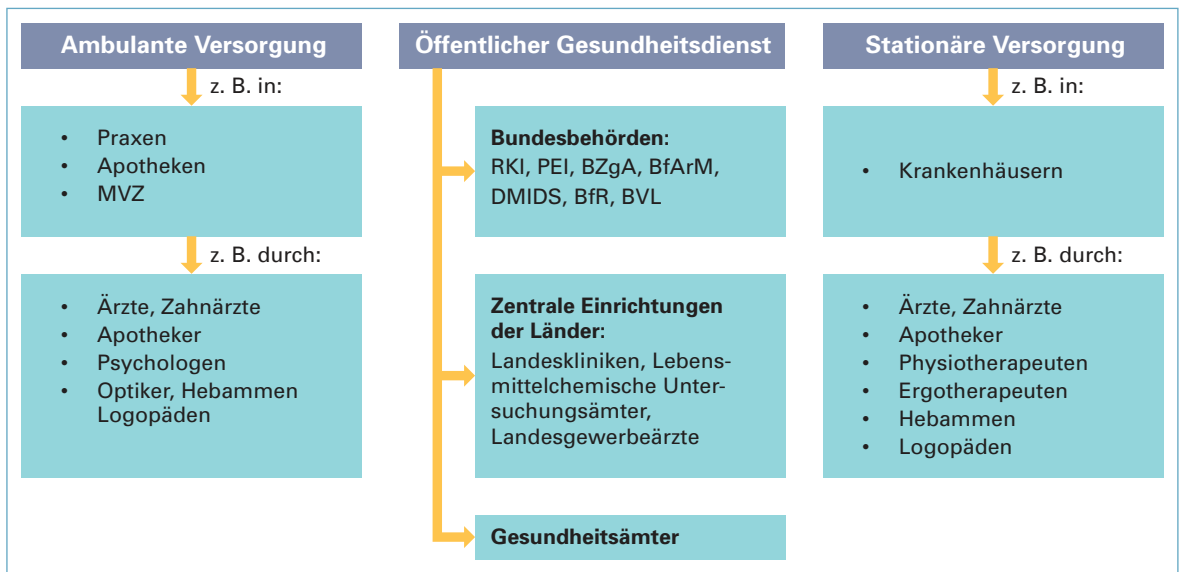 Ambulante Versorgung
z. B. in:
• Praxen
• Apotheken
• MVZ
z. B. durch:
• Ärzte, Zahnärzte
• Apotheker
• Psychologen
• Optiker, Hebammen
Logopäden
Öffentlicher Gesundheitsdienst
Bundesbehörden:
RKI, PEI, BZgA, BfArM,
DMIDS, BfR, BVL
Zentrale Einrichtungen
der Länder:
Landeskliniken, Lebens-
mittelchemische Unter-
suchungsämter,
Landesgewerbeärzte
Gesundheitsämter
Stationäre Versorgung
z. B. in:
• Krankenhäusern
z. B. durch:
• Ärzte, Zahnärzte
• Apotheker
• Physiotherapeuten
• Ergotherapeuten
• Hebammen
• Logopäden